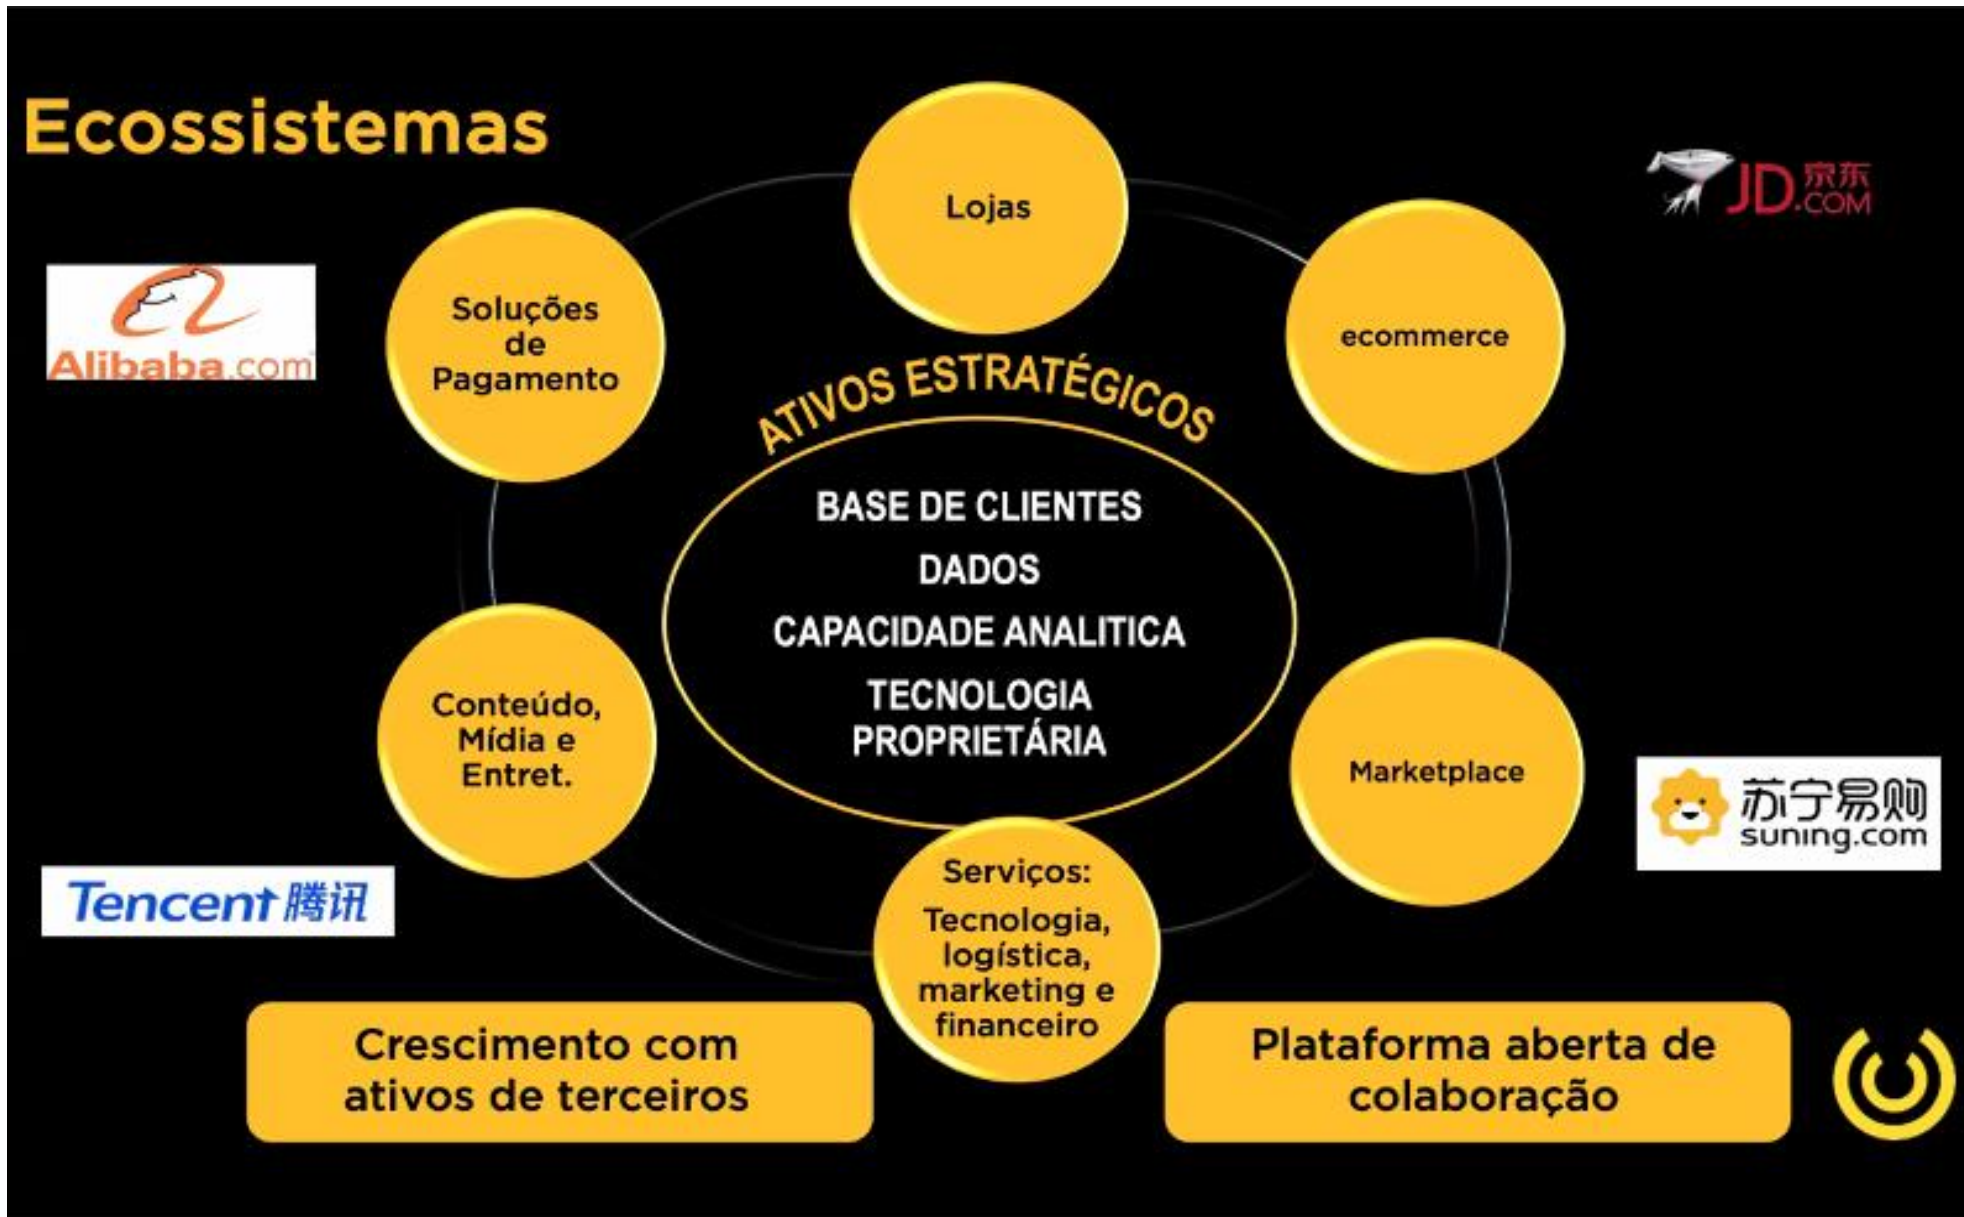 Ecossistemas
Lojas
JD.COM 京东
Alibaba.com
Soluções
de
Pagamento
ecommerce
ATIVOS ESTRATÉGICOS
BASE DE CLIENTES
DADOS
CAPACIDADE ANALITICA
TECNOLOGIA
PROPRIETÁRIA
Conteúdo,
Mídia e
Entret.
Marketplace
苏宁易购
suning.com
Tencent 腾讯
Serviços:
Tecnologia,
logística,
marketing e
financeiro
Crescimento com
ativos de terceiros
Plataforma aberta de
colaboração